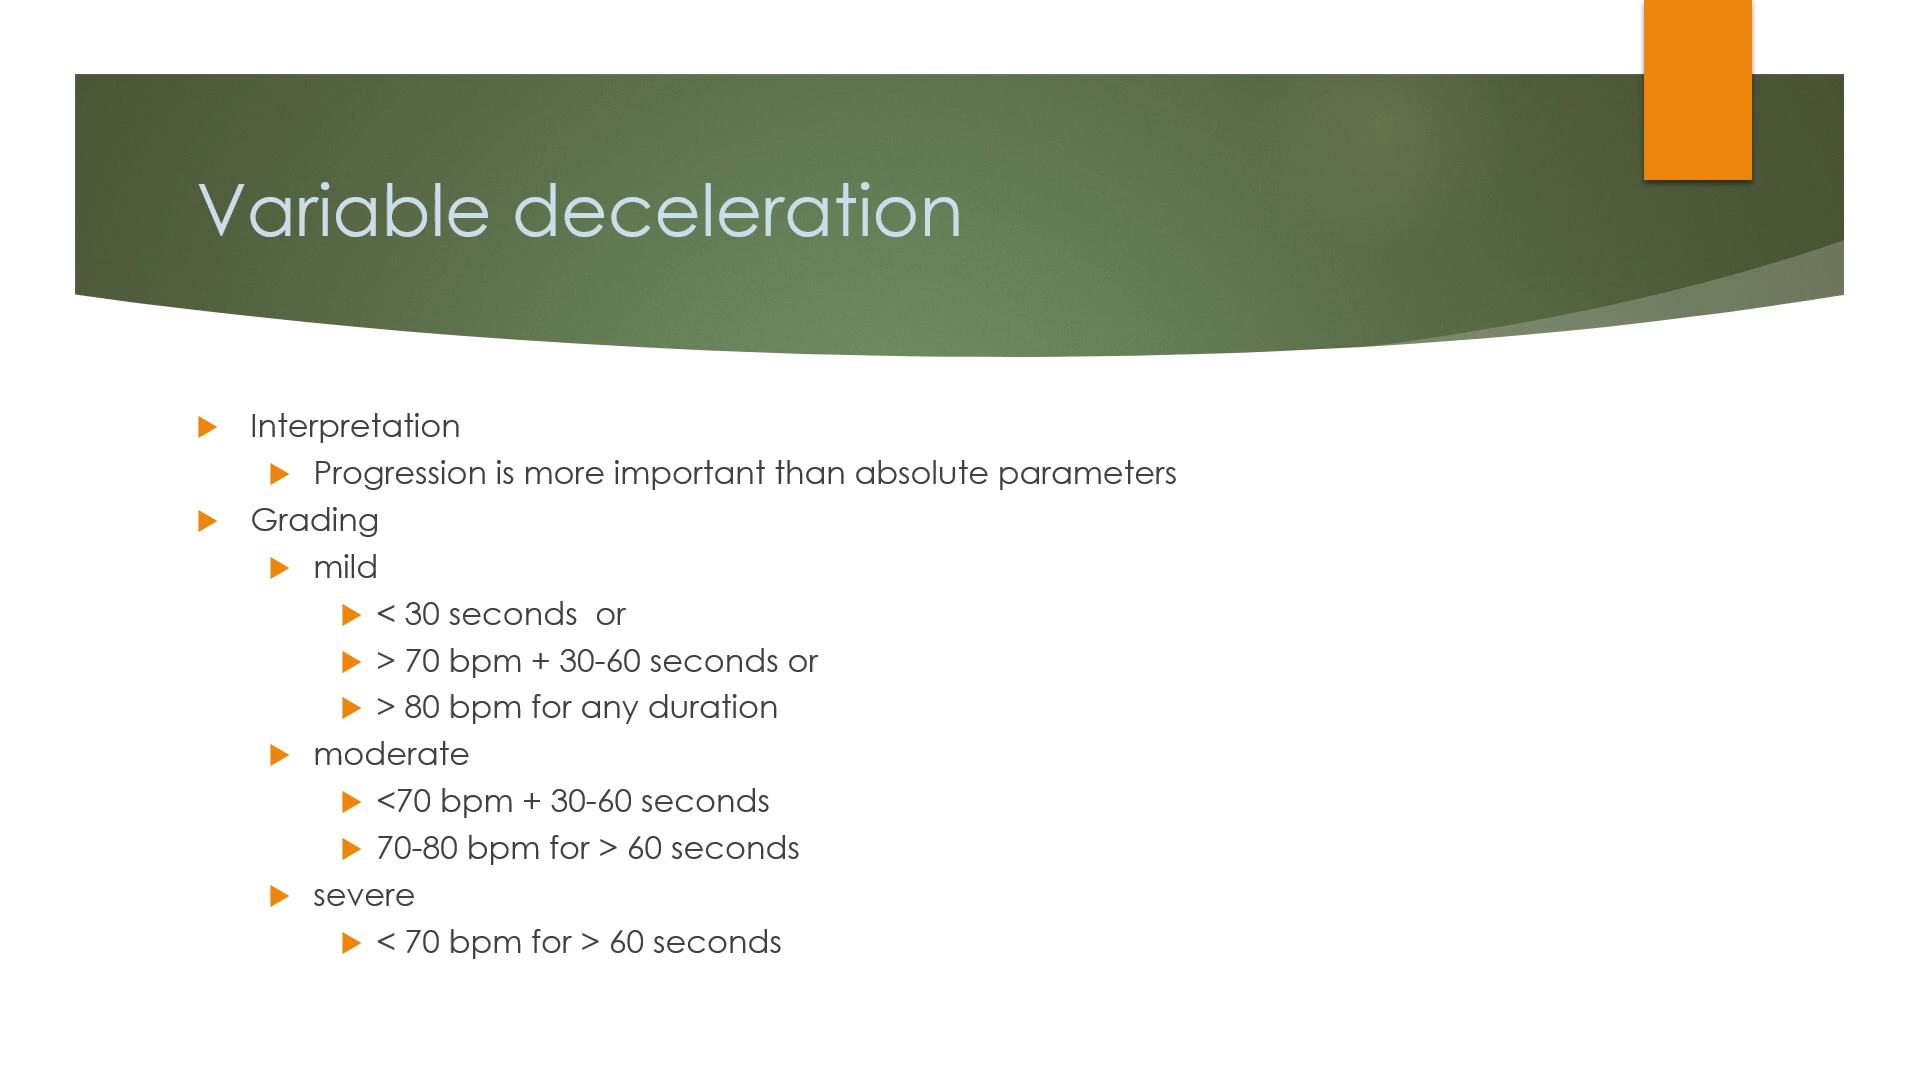 Variable deceleration
Interpretation
Progression is more important than absolute parameters
Grading
mild
< 30 seconds  or
> 70 bpm + 30-60 seconds or
> 80 bpm for any duration
moderate
<70 bpm + 30-60 seconds
70-80 bpm for > 60 seconds
severe
< 70 bpm for > 60 seconds